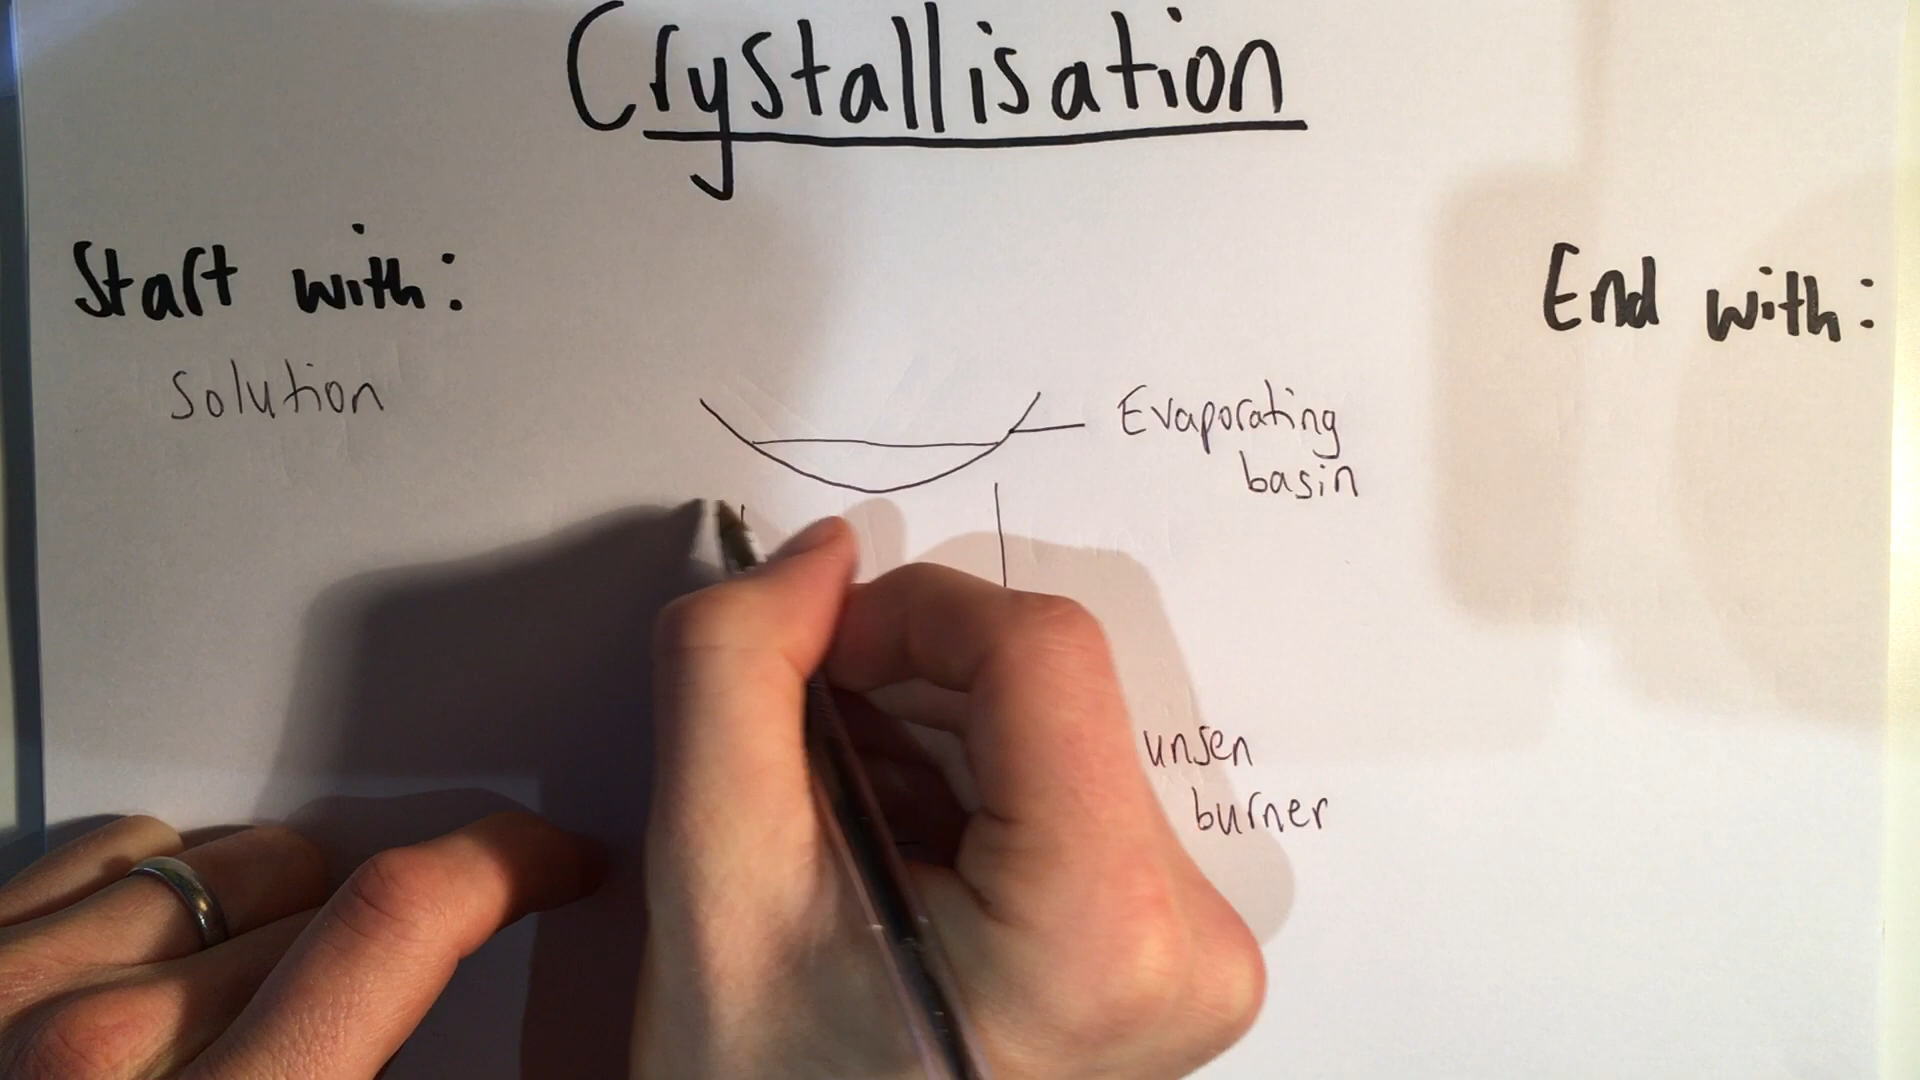 Crystallisation
Start with:
Solution
End with:
Evaporating
basin
unsen
burner